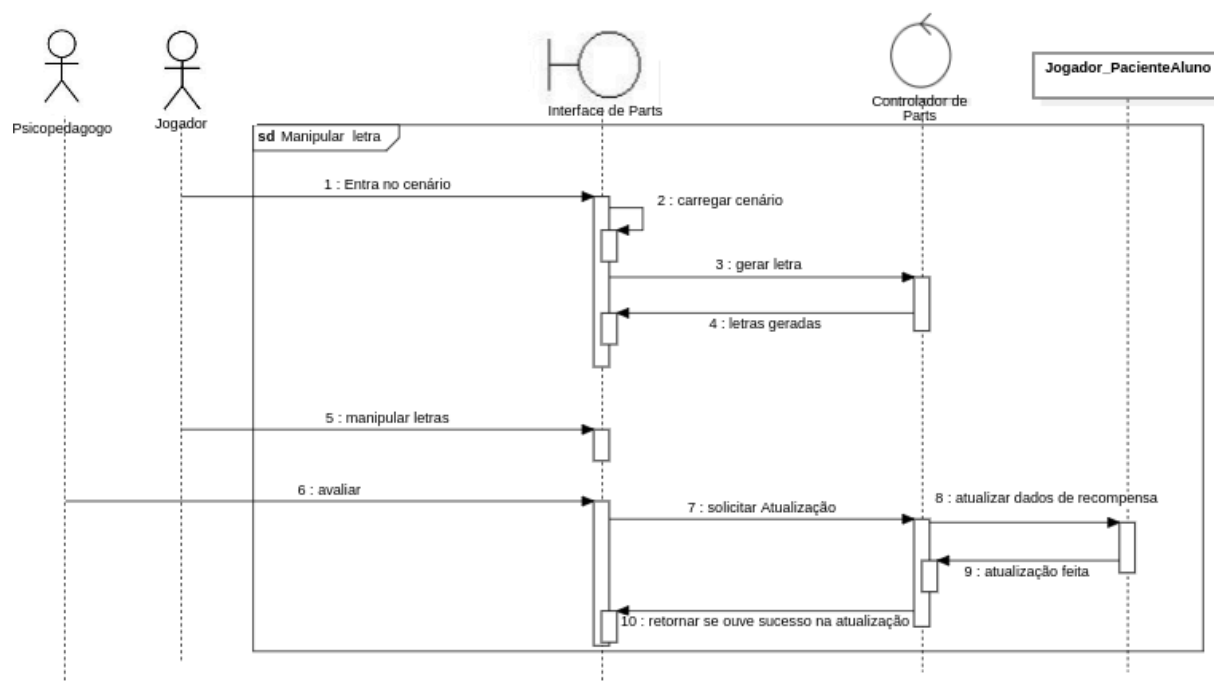 Psicopedagogo
Jogador
Interface de Parts
Controlador de
Parts
Jogador_PacienteAluno
sd Manipular letra
1 : Entra no cenário
2 : carregar cenário
3 : gerar letra
4 : letras geradas
5 : manipular letras
6 : avaliar
7 : solicitar Atualização
8 : atualizar dados de recompensa
9 : atualização feita
10 : retornar se ouve sucesso na atualização